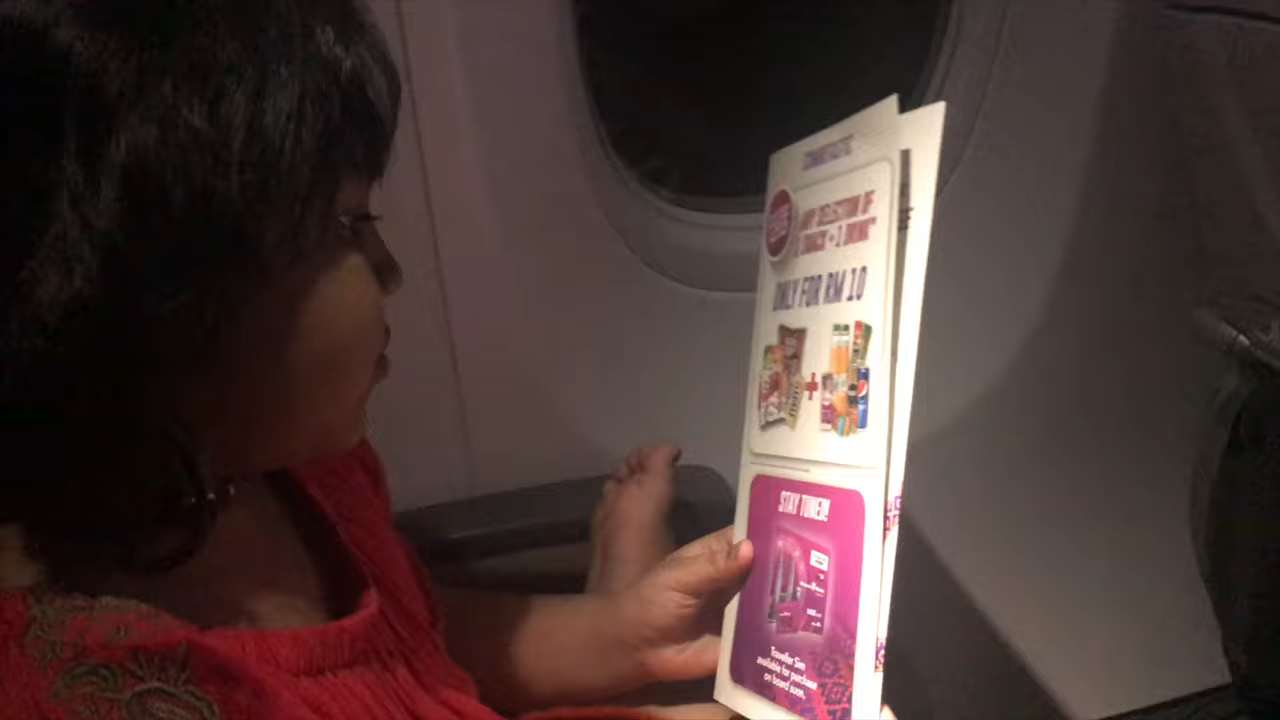 ANY SELECTION OF
1 SNACK + 1 DRINK*
ONLY FOR RM 10
STAY TUNED!
Traveller Sim
available for purchase
on board soon.